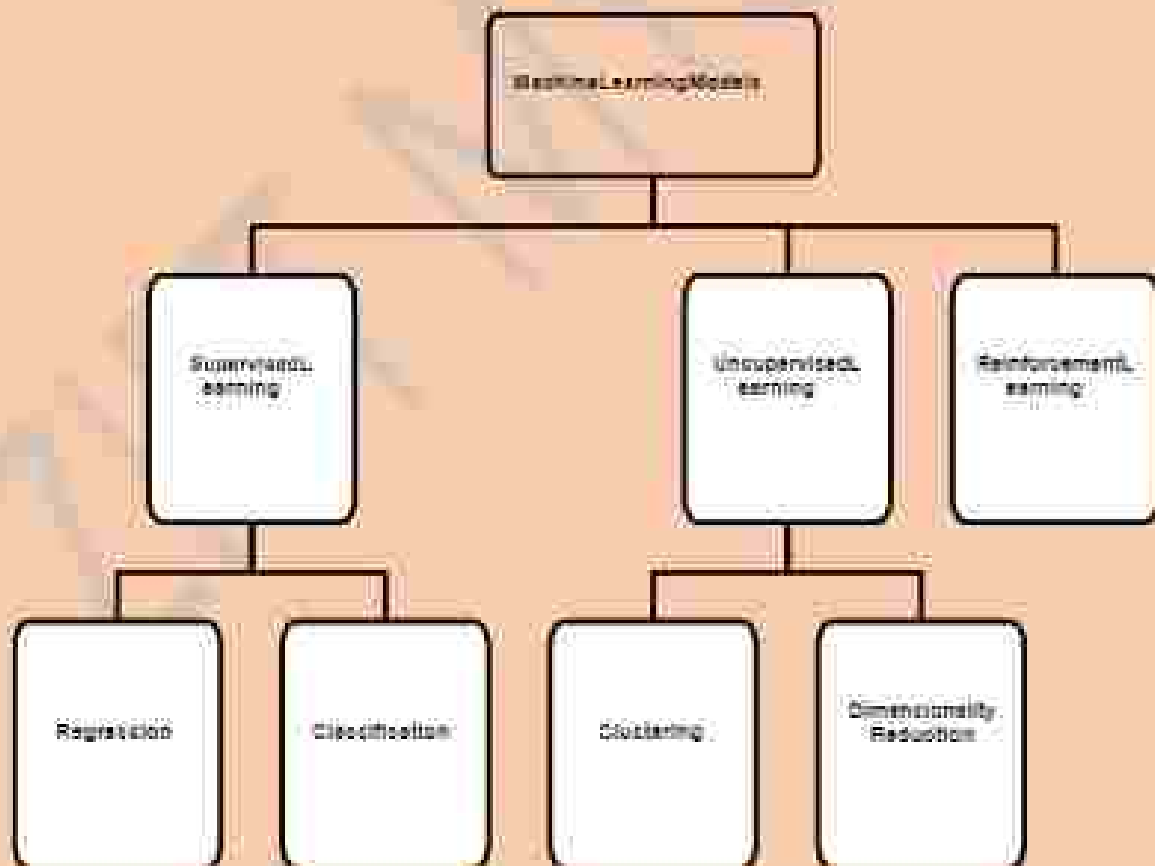 MachineLearningModels
SupervisedL
earning
UnsupervisedL
earning
ReinforcementL
earning
Regression
Classification
Clustering
Dimensionality
Reduction